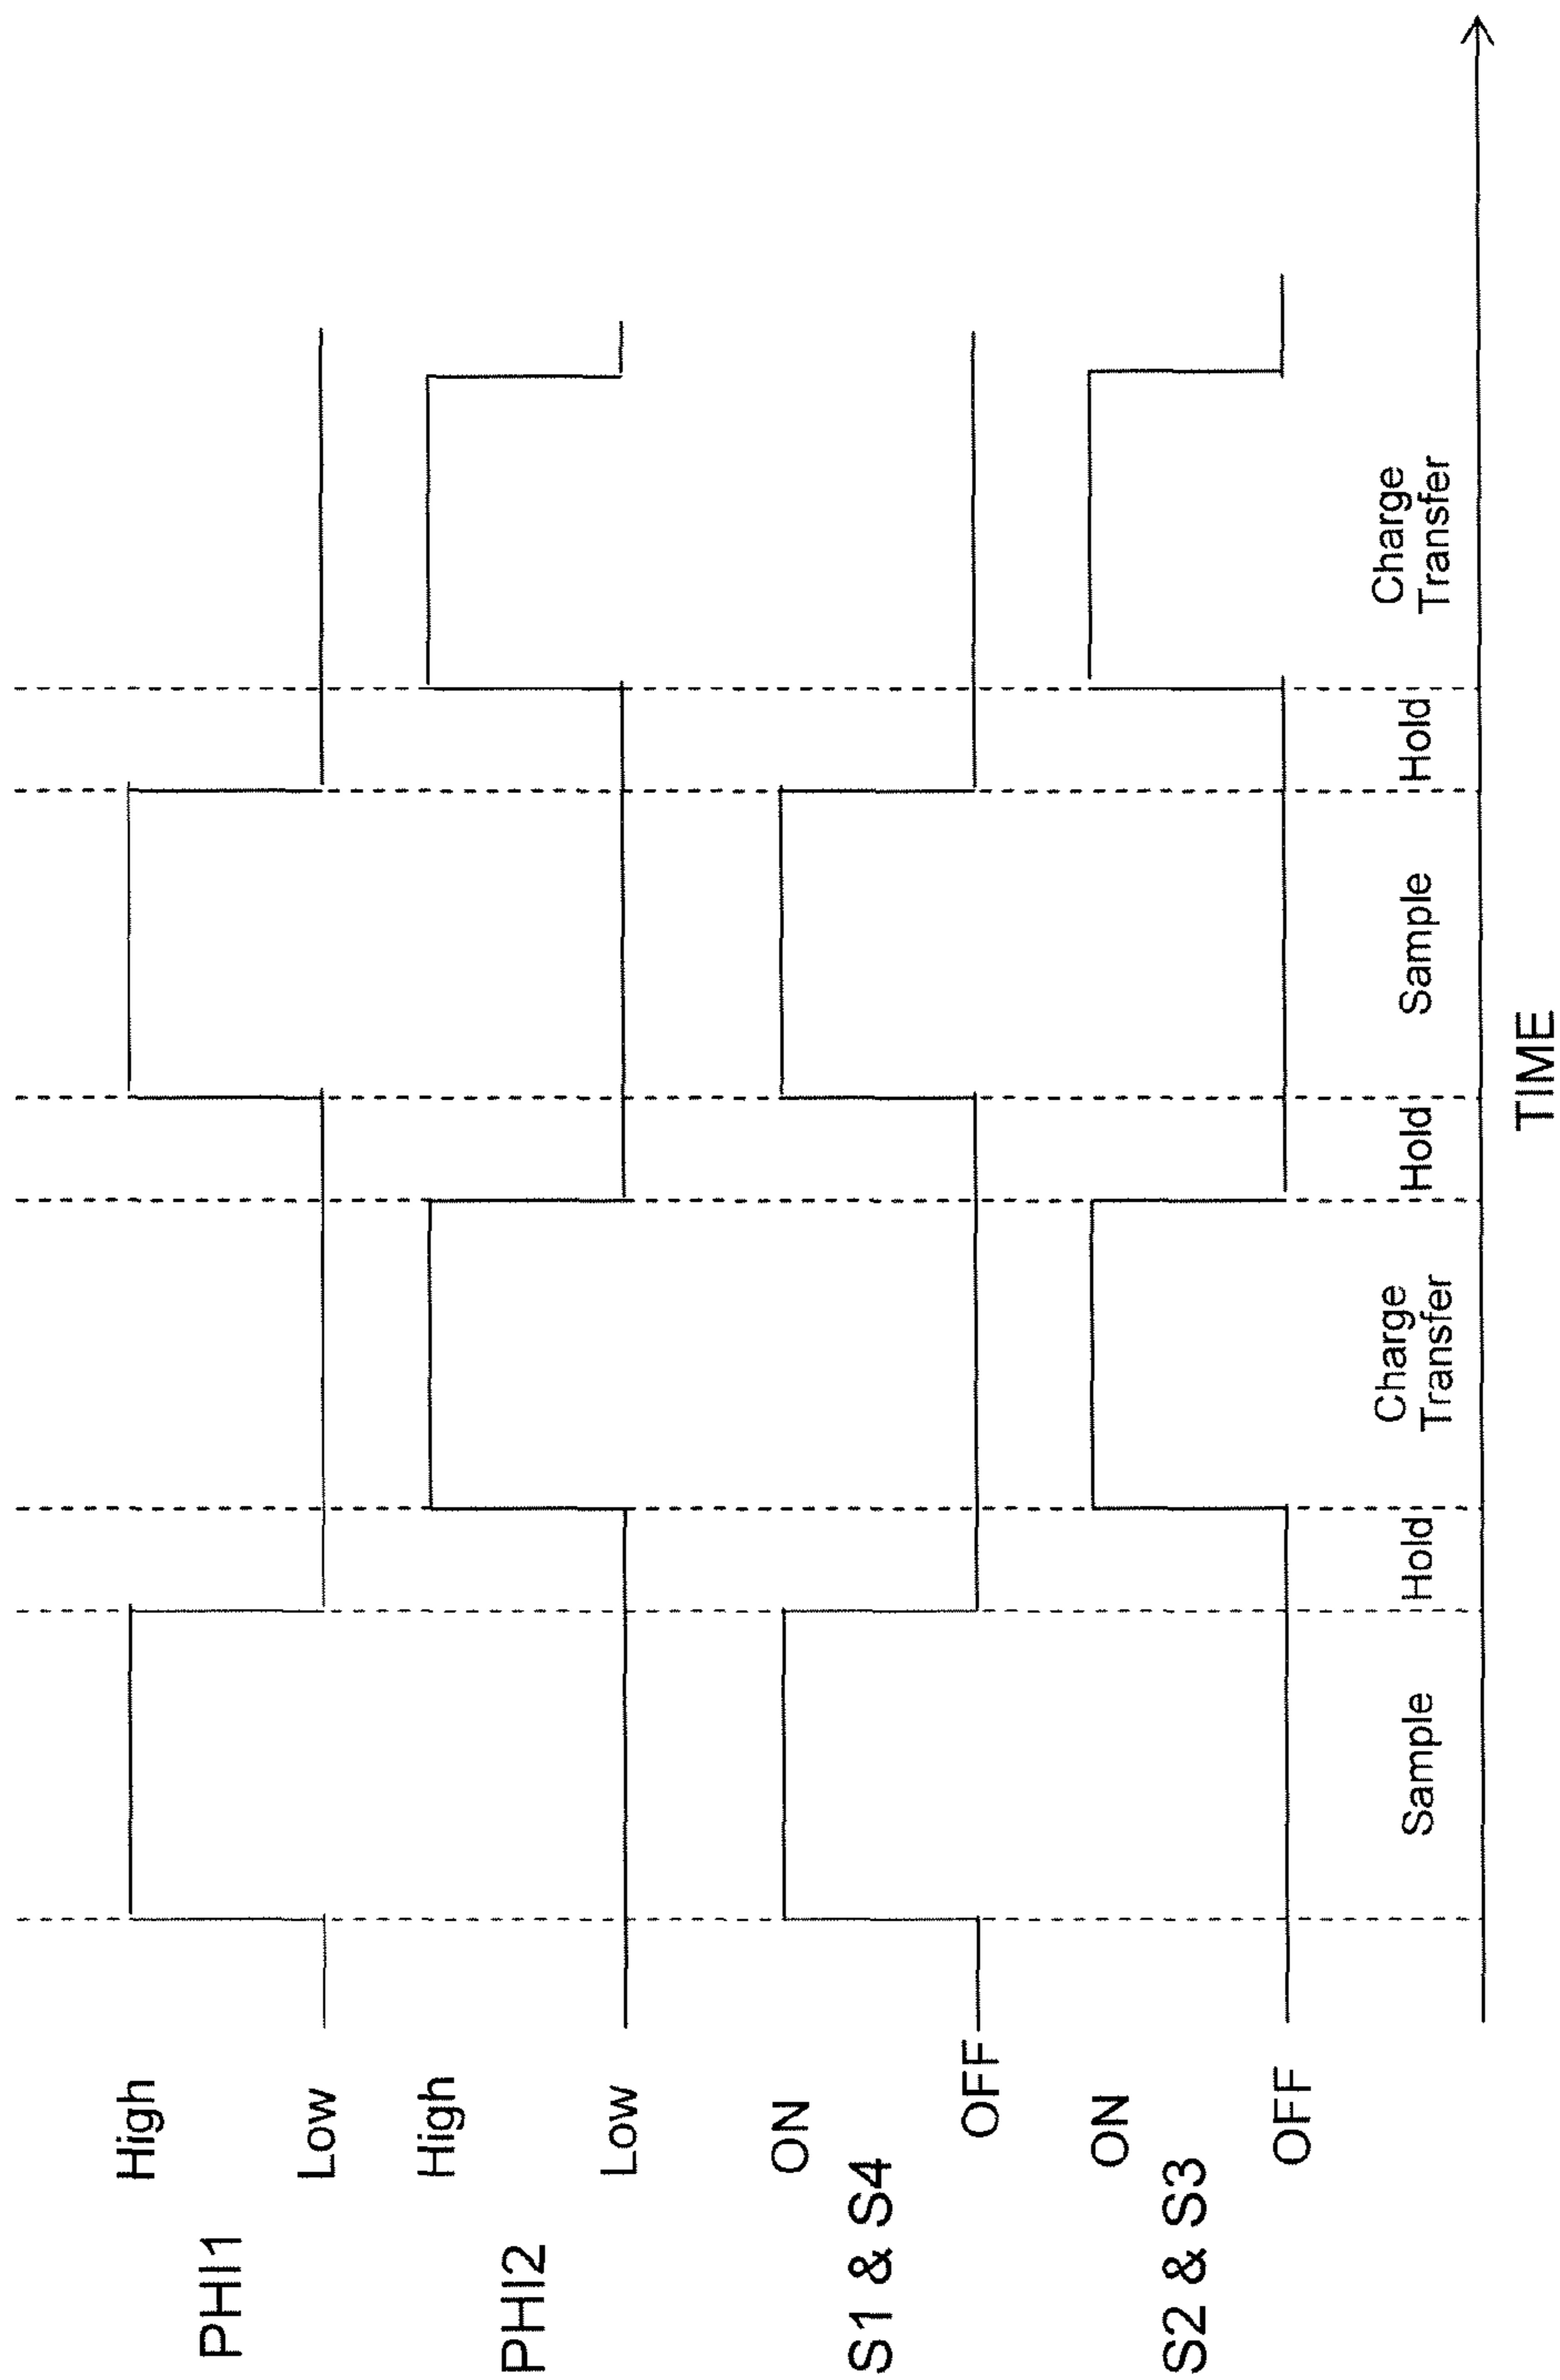 High
PHI1
Low
High
PHI2
Low
ON
S1 & S4
OFF
ON
S2 & S3
OFF
Sample
Hold
Charge
Transfer
Hold
Sample
Hold
Charge
Transfer
TIME